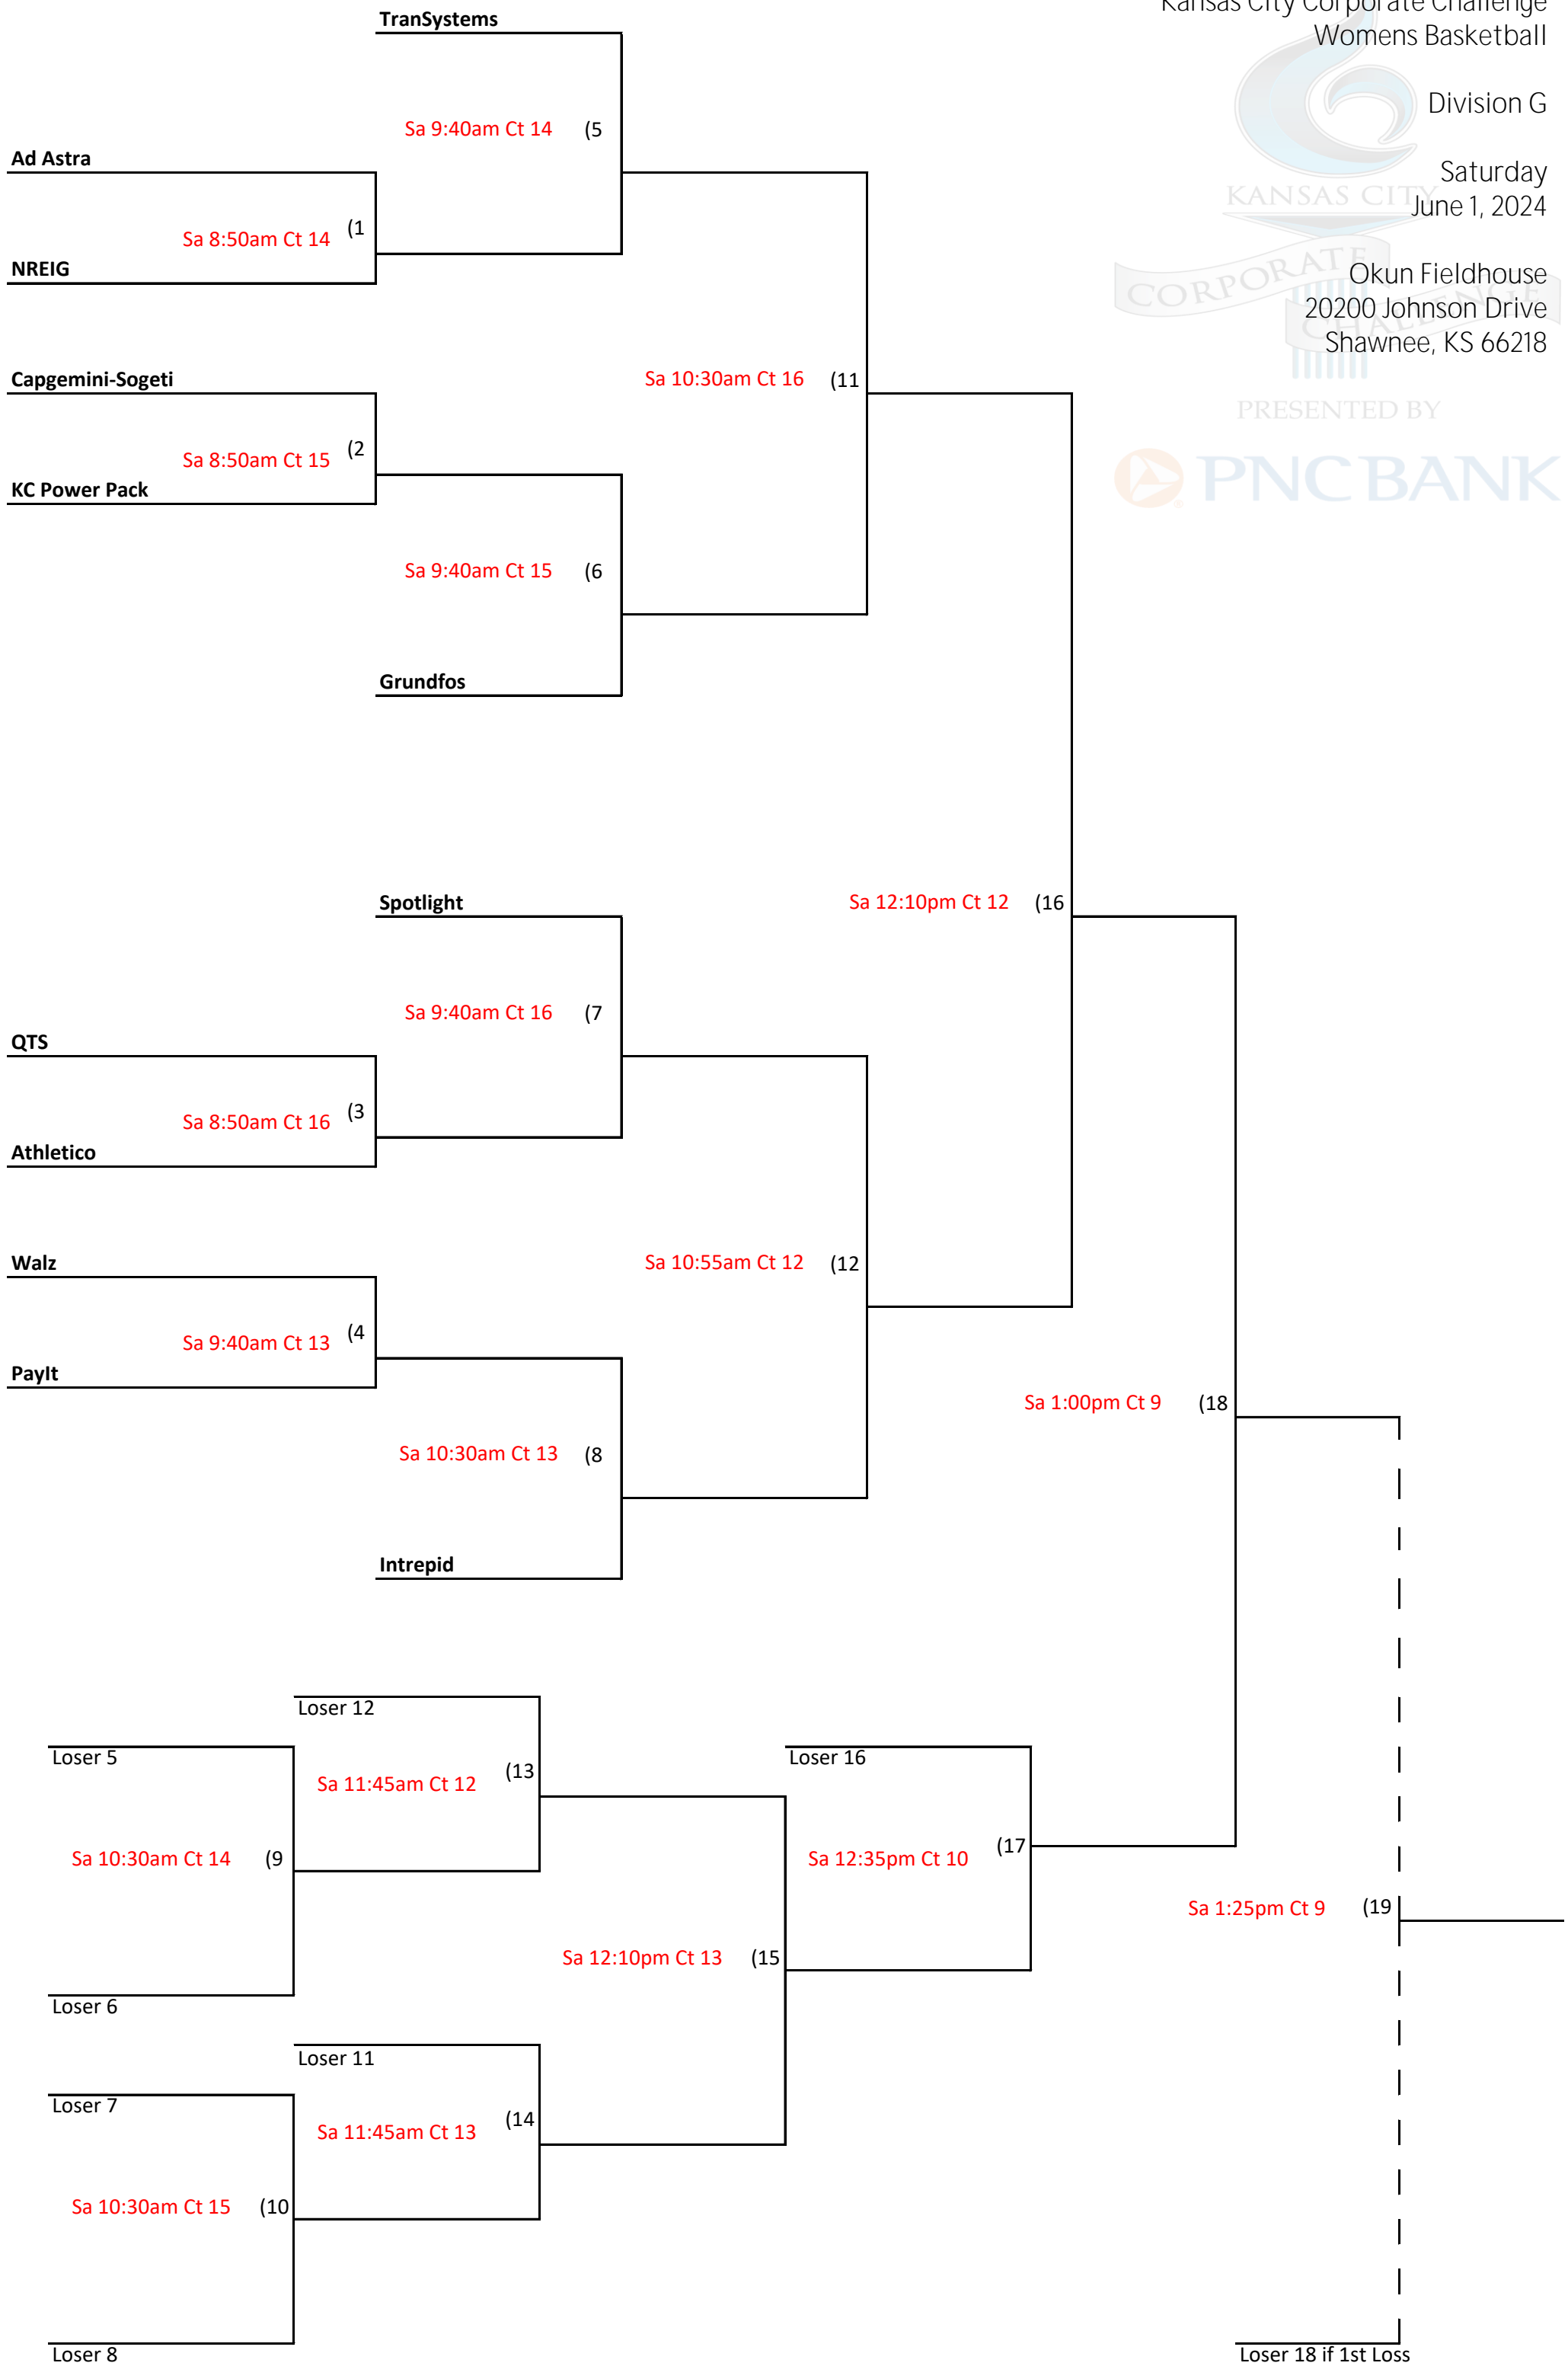 Kansas City Corporate Challenge
Womens Basketball
Division G
Saturday
June 1, 2024
Okun Fieldhouse
20200 Johnson Drive
Shawnee, KS 66218
KANSAS CITY
CORPORATE
CHALLENGE
PRESENTED BY
PNC BANK
TranSystems
Sa 9:40am Ct 14 (5
Ad Astra
Sa 8:50am Ct 14 (1
NREIG
Capgemini-Sogeti
Sa 10:30am Ct 16 (11
Sa 8:50am Ct 15 (2
KC Power Pack
Sa 9:40am Ct 15 (6
Grundfos
Spotlight
Sa 12:10pm Ct 12 (16
Sa 9:40am Ct 16 (7
QTS
Sa 8:50am Ct 16 (3
Athletico
Walz
Sa 10:55am Ct 12 (12
Sa 9:40am Ct 13 (4
PayIt
Sa 1:00pm Ct 9 (18
Sa 10:30am Ct 13 (8
Intrepid
Loser 12
Loser 5
Loser 16
Sa 11:45am Ct 12 (13
Sa 10:30am Ct 14 (9
Sa 12:35pm Ct 10 (17
Sa 1:25pm Ct 9 (19
Sa 12:10pm Ct 13 (15
Loser 6
Loser 11
Loser 7
Sa 11:45am Ct 13 (14
Sa 10:30am Ct 15 (10
Loser 8
Loser 18 if 1st Loss